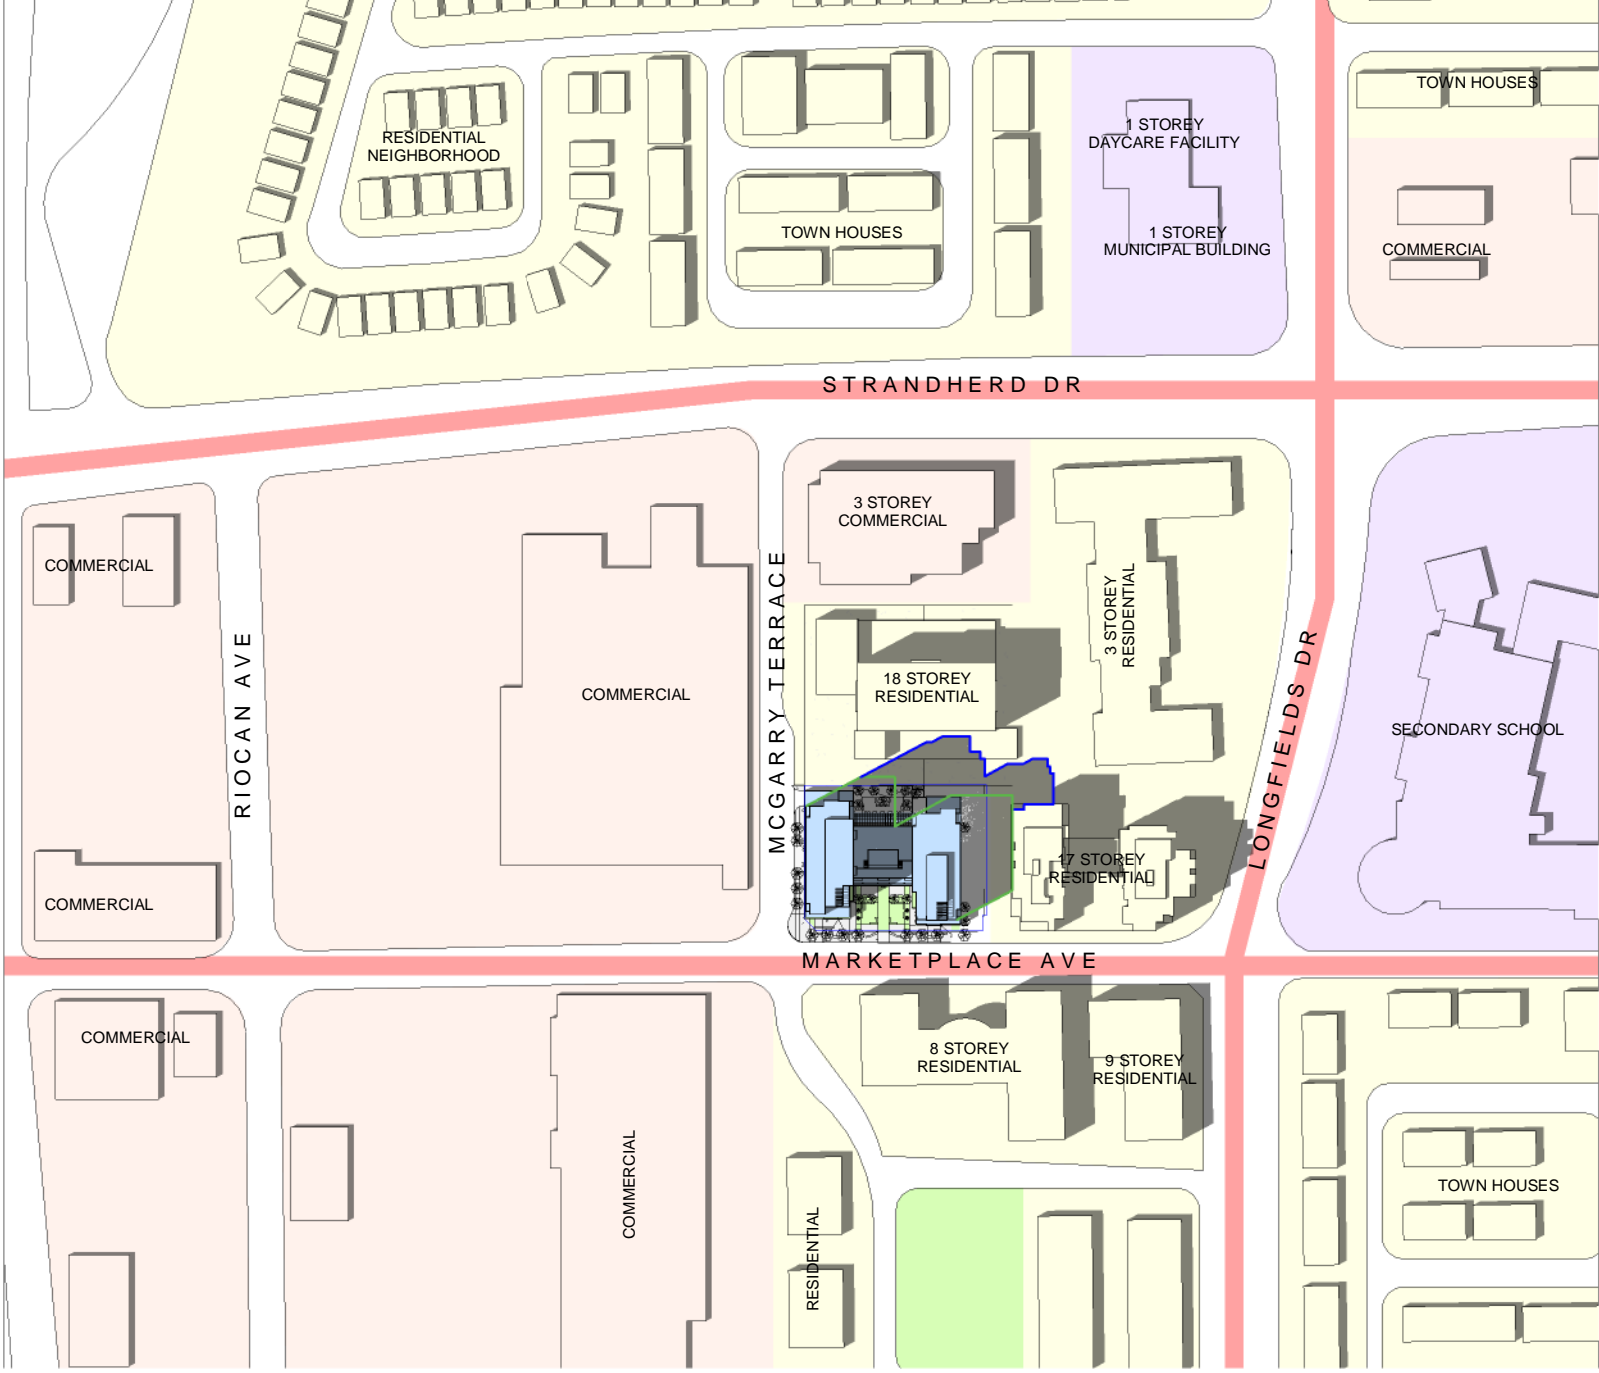 TOWN HOUSES
RESIDENTIAL
NEIGHBORHOOD
1 STOREY
DAYCARE FACILITY
TOWN HOUSES
1 STOREY
MUNICIPAL BUILDING
COMMERCIAL
STRANDHERD DR
3 STOREY
COMMERCIAL
COMMERCIAL
3 STOREY
RESIDENTIAL
RIOCAN AVE
MCGARRY TERRACE
COMMERCIAL
18 STOREY
RESIDENTIAL
LONGFIELDS DR
SECONDARY SCHOOL
17 STOREY
RESIDENTIAL
COMMERCIAL
MARKETPLACE AVE
COMMERCIAL
8 STOREY
RESIDENTIAL
9 STOREY
RESIDENTIAL
COMMERCIAL
RESIDENTIAL
TOWN HOUSES